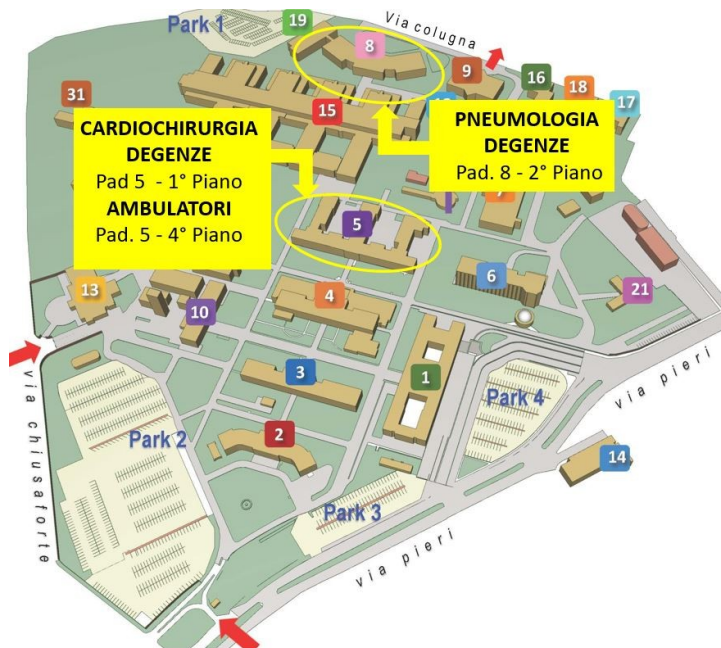 Park 1
19
8
Via colugna
9
16
18
17
31
15
CARDIOCHIRURGIA
DEGENZE
Pad 5 - 1° Piano
AMBULATORI
Pad. 5 - 4° Piano
PNEUMOLOGIA
DEGENZE
Pad. 8 - 2° Piano
5
6
21
13
10
4
3
1
2
Park 2
Park 4
Park 3
14
via chiusaforte
via pieri
via pieri